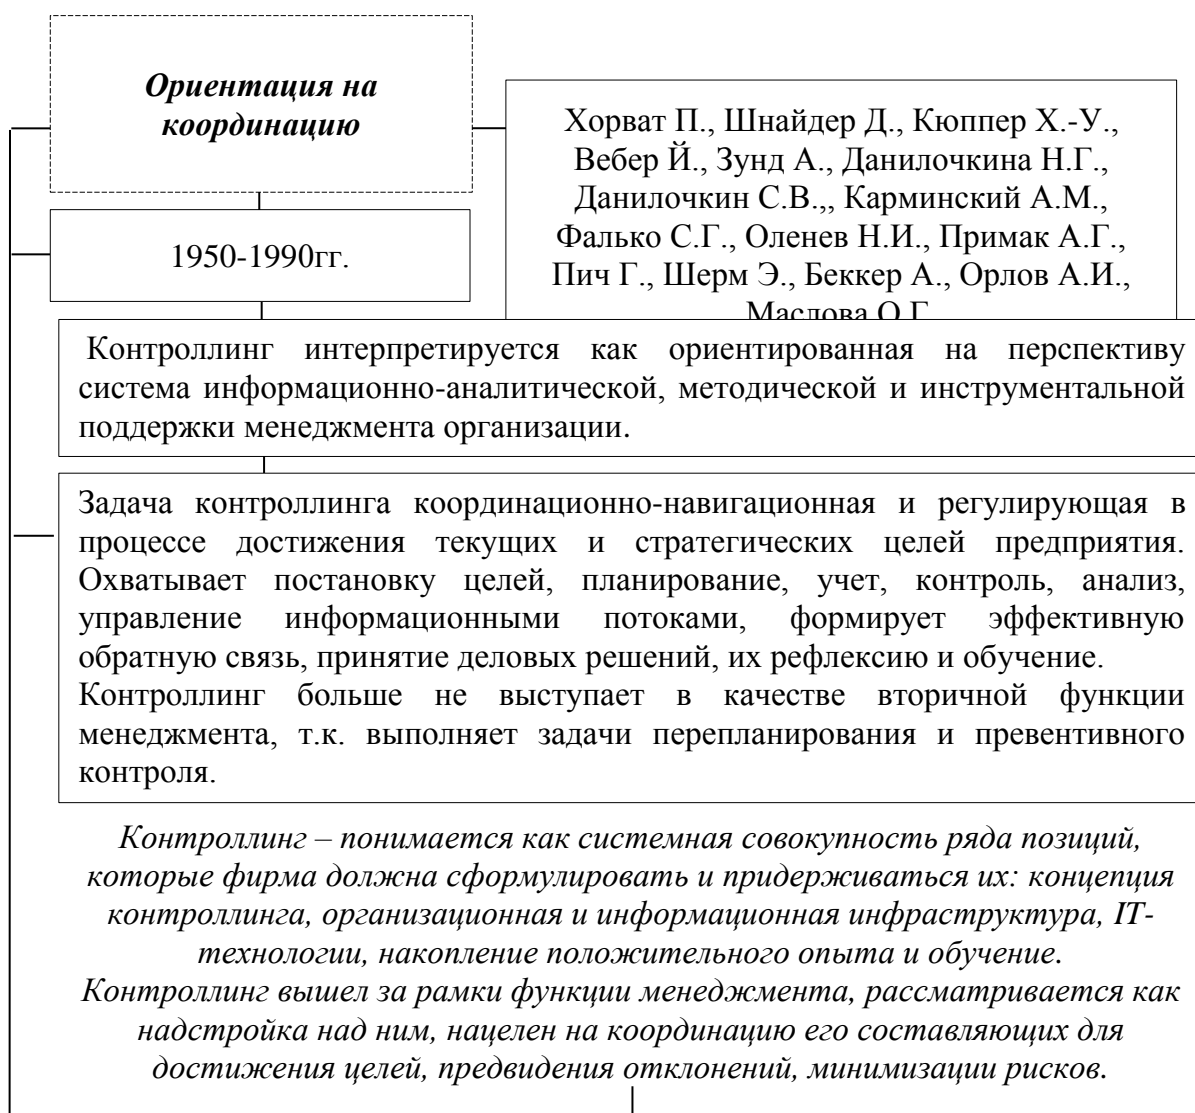 Ориентация на
координацию
Хорват П., Шнайдер Д., Кюппер Х.-У.,
Вебер Й., Зунд А., Данилочкина Н.Г.,
Данилочкин С.В.,, Карминский А.М.,
Фалько С.Г., Оленев Н.И., Примак А.Г.,
Пич Г., Шерм Э., Беккер А., Орлов А.И.,
Маслова О.Г.
1950-1990гг.
Контроллинг интерпретируется как ориентированная на перспективу
система информационно-аналитической, методической и инструментальной
поддержки менеджмента организации.
Задача контроллинга координационно-навигационная и регулирующая в
процессе достижения текущих и стратегических целей предприятия.
Охватывает постановку целей, планирование, учет, контроль, анализ,
управление информационными потоками, формирует эффективную
обратную связь, принятие деловых решений, их рефлексию и обучение.
Контроллинг больше не выступает в качестве вторичной функции
менеджмента, т.к. выполняет задачи перепланирования и превентивного
контроля.
Контроллинг – понимается как системная совокупность ряда позиций,
которые фирма должна сформулировать и придерживаться их: концепция
контроллинга, организационная и информационная инфраструктура, IT-
технологии, накопление положительного опыта и обучение.
Контроллинг вышел за рамки функции менеджмента, рассматривается как
надстройка над ним, нацелен на координацию его составляющих для
достижения целей, предвидения отклонений, минимизации рисков.